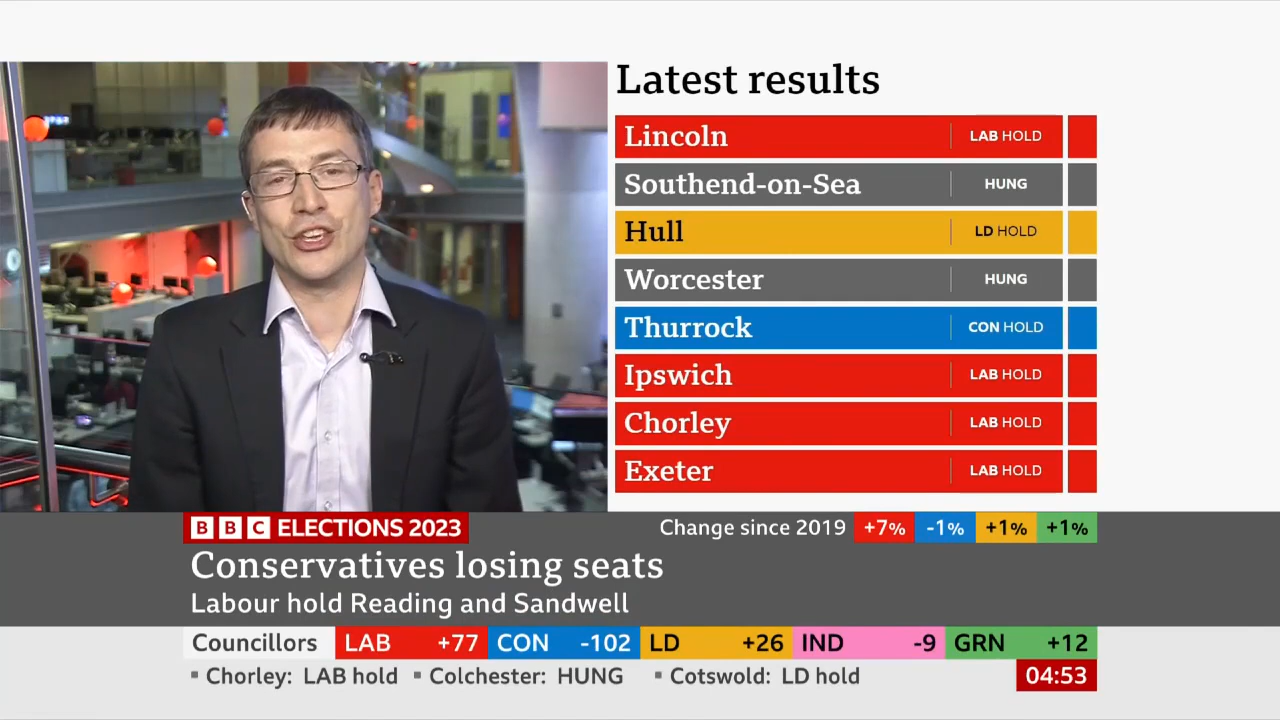 Latest results
Lincoln LAB HOLD
Southend-on-Sea HUNG
Hull LD HOLD
Worcester HUNG
Thurrock CON HOLD
Ipswich LAB HOLD
Chorley LAB HOLD
Exeter LAB HOLD
BBC ELECTIONS 2023 Change since 2019 +7% -1% +1% +1%
Conservatives losing seats
Labour hold Reading and Sandwell
Councillors LAB +77 CON -102 LD +26 IND -9 GRN +12
▪ Chorley: LAB hold ▪ Colchester: HUNG ▪ Cotswold: LD hold 04:53